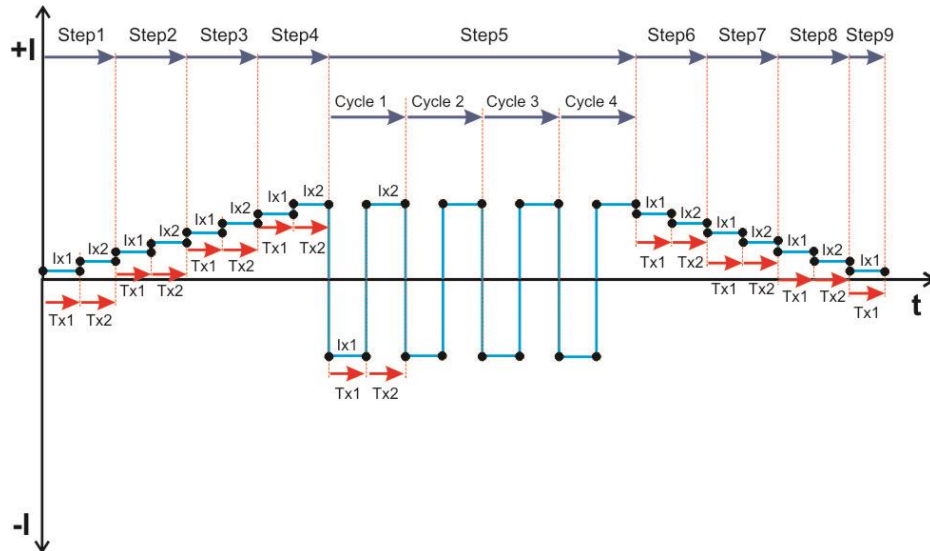 +I
Step1 Step2 Step3 Step4 Step5 Step6 Step7 Step8 Step9
Cycle 1 Cycle 2 Cycle 3 Cycle 4
Ix1 Ix2 Ix1 Ix2 Ix1 Ix2 Ix1 Ix2 Ix2 Ix1 Ix2 Ix1 Ix2 Ix1 Ix2 Ix1
Tx1 Tx2 Tx1 Tx2 Tx1 Tx2 Tx1 Tx2 Tx1 Tx2 Tx1 Tx2 Tx1 Tx2 Tx1
t
Ix1
Tx1 Tx2
-I